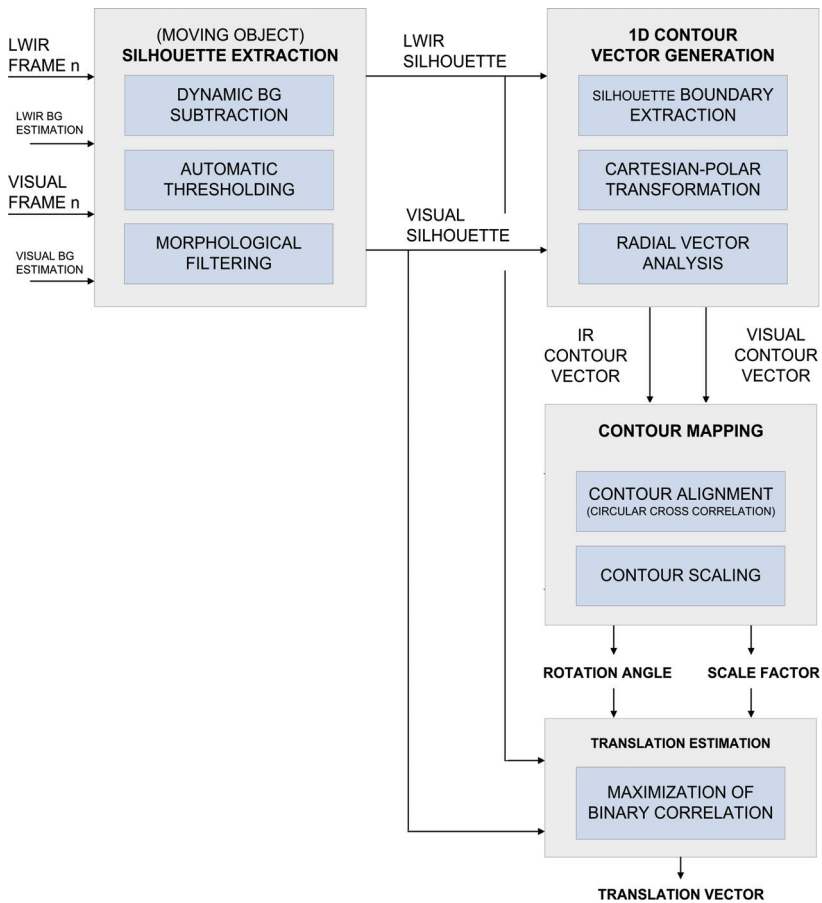 LWIR
FRAME n
LWIR BG
ESTIMATION
VISUAL
FRAME n
VISUAL BG
ESTIMATION
(MOVING OBJECT)
SILHOUETTE EXTRACTION
DYNAMIC BG
SUBTRACTION
AUTOMATIC
THRESHOLDING
MORPHOLOGICAL
FILTERING
LWIR
SILHOUETTE
VISUAL
SILHOUETTE
1D CONTOUR
VECTOR GENERATION
SILHOUETTE BOUNDARY
EXTRACTION
CARTESIAN-POLAR
TRANSFORMATION
RADIAL VECTOR
ANALYSIS
IR
CONTOUR
VECTOR
VISUAL
CONTOUR
VECTOR
CONTOUR MAPPING
CONTOUR ALIGNMENT
(CIRCULAR CROSS CORRELATION)
CONTOUR SCALING
ROTATION ANGLE
SCALE FACTOR
TRANSLATION ESTIMATION
MAXIMIZATION OF
BINARY CORRELATION
TRANSLATION VECTOR